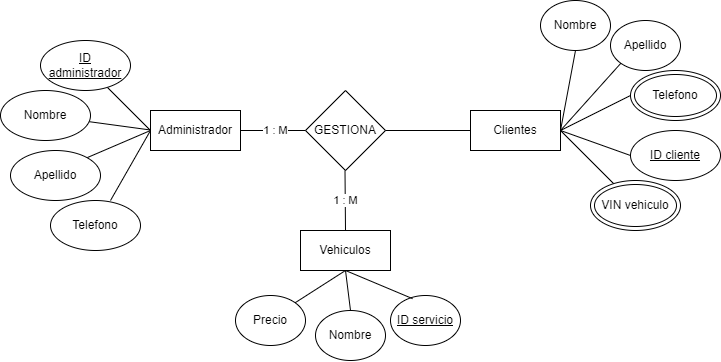 Nombre
Apellido
ID
administrador
Telefono
Nombre
Administrador
1 : M
GESTIONA
Clientes
ID cliente
Apellido
1 : M
VIN vehiculo
Telefono
Vehiculos
Precio
Nombre
ID servicio